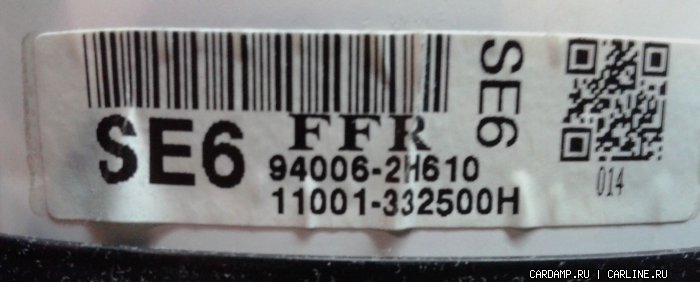 SE6
FFR
94006-2H610
11001-332500H
SE6
014
CARDAMP.RU | CARLINE.RU